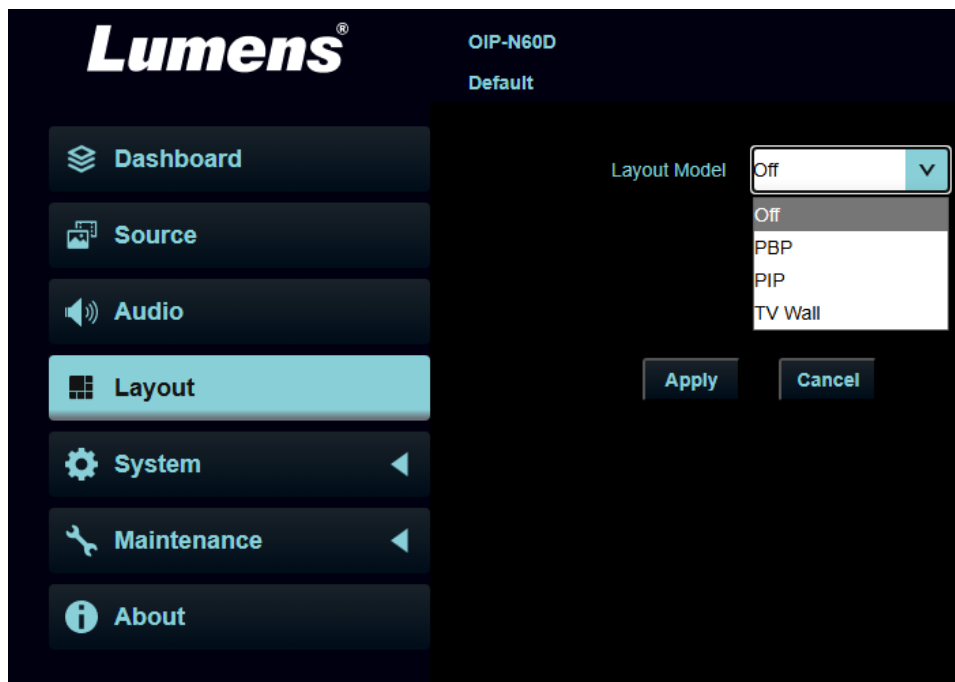 Lumens®
OIP-N60D
Default
Dashboard
Source
Audio
Layout
System
Maintenance
About
Layout Model
Off
Off
PBP
PIP
TV Wall
Apply
Cancel